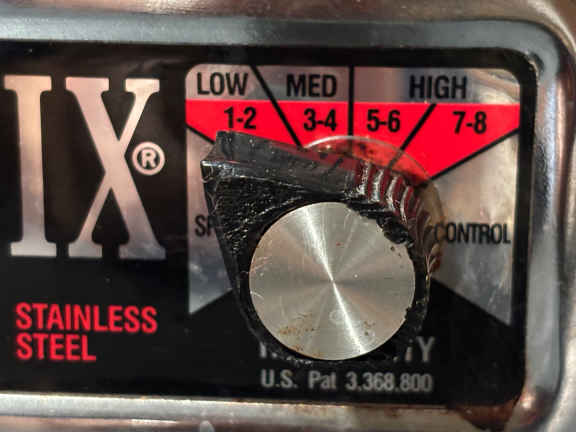 IX®
STAINLESS
STEEL
LOW MED HIGH
1-2 3-4 5-6 7-8
CONTROL
U.S. Pat 3.368.800